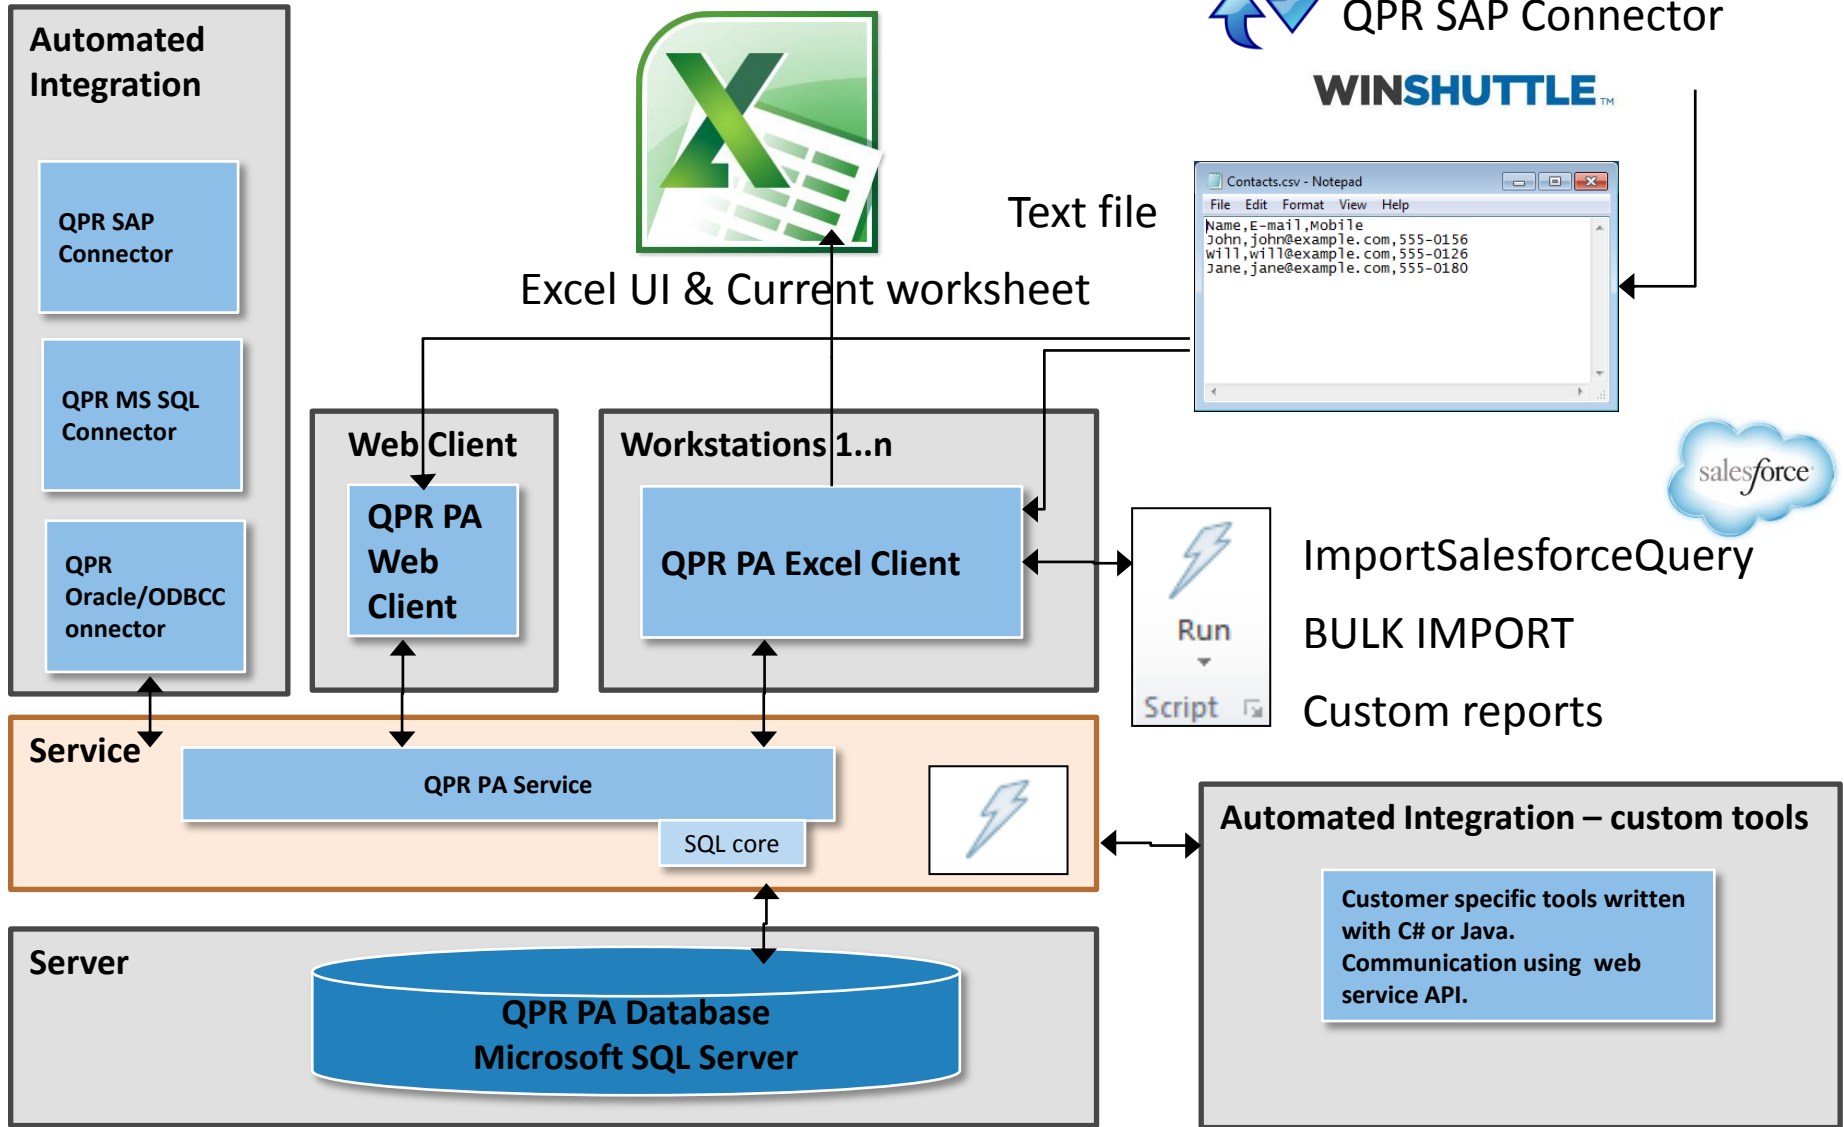 Automated
Integration
QPR SAP
Connector
QPR MS SQL
Connector
QPR
Oracle/ODBCC
onnector
QPR SAP Connector
WINSHUTTLE™
Text file
Contacts.csv - Notepad
File Edit Format View Help
Name,E-mail,Mobile
John,john@example.com,555-0156
Will,will@example.com,555-0126
Jane,jane@example.com,555-0180
Excel UI & Current worksheet
Web Client
QPR PA
Web
Client
Workstations 1..n
QPR PA Excel Client
salesforce
Run
Script
ImportSalesforceQuery
BULK IMPORT
Custom reports
Service
QPR PA Service
SQL core
Automated Integration – custom tools
Customer specific tools written
with C# or Java.
Communication using web
service API.
Server
QPR PA Database
Microsoft SQL Server